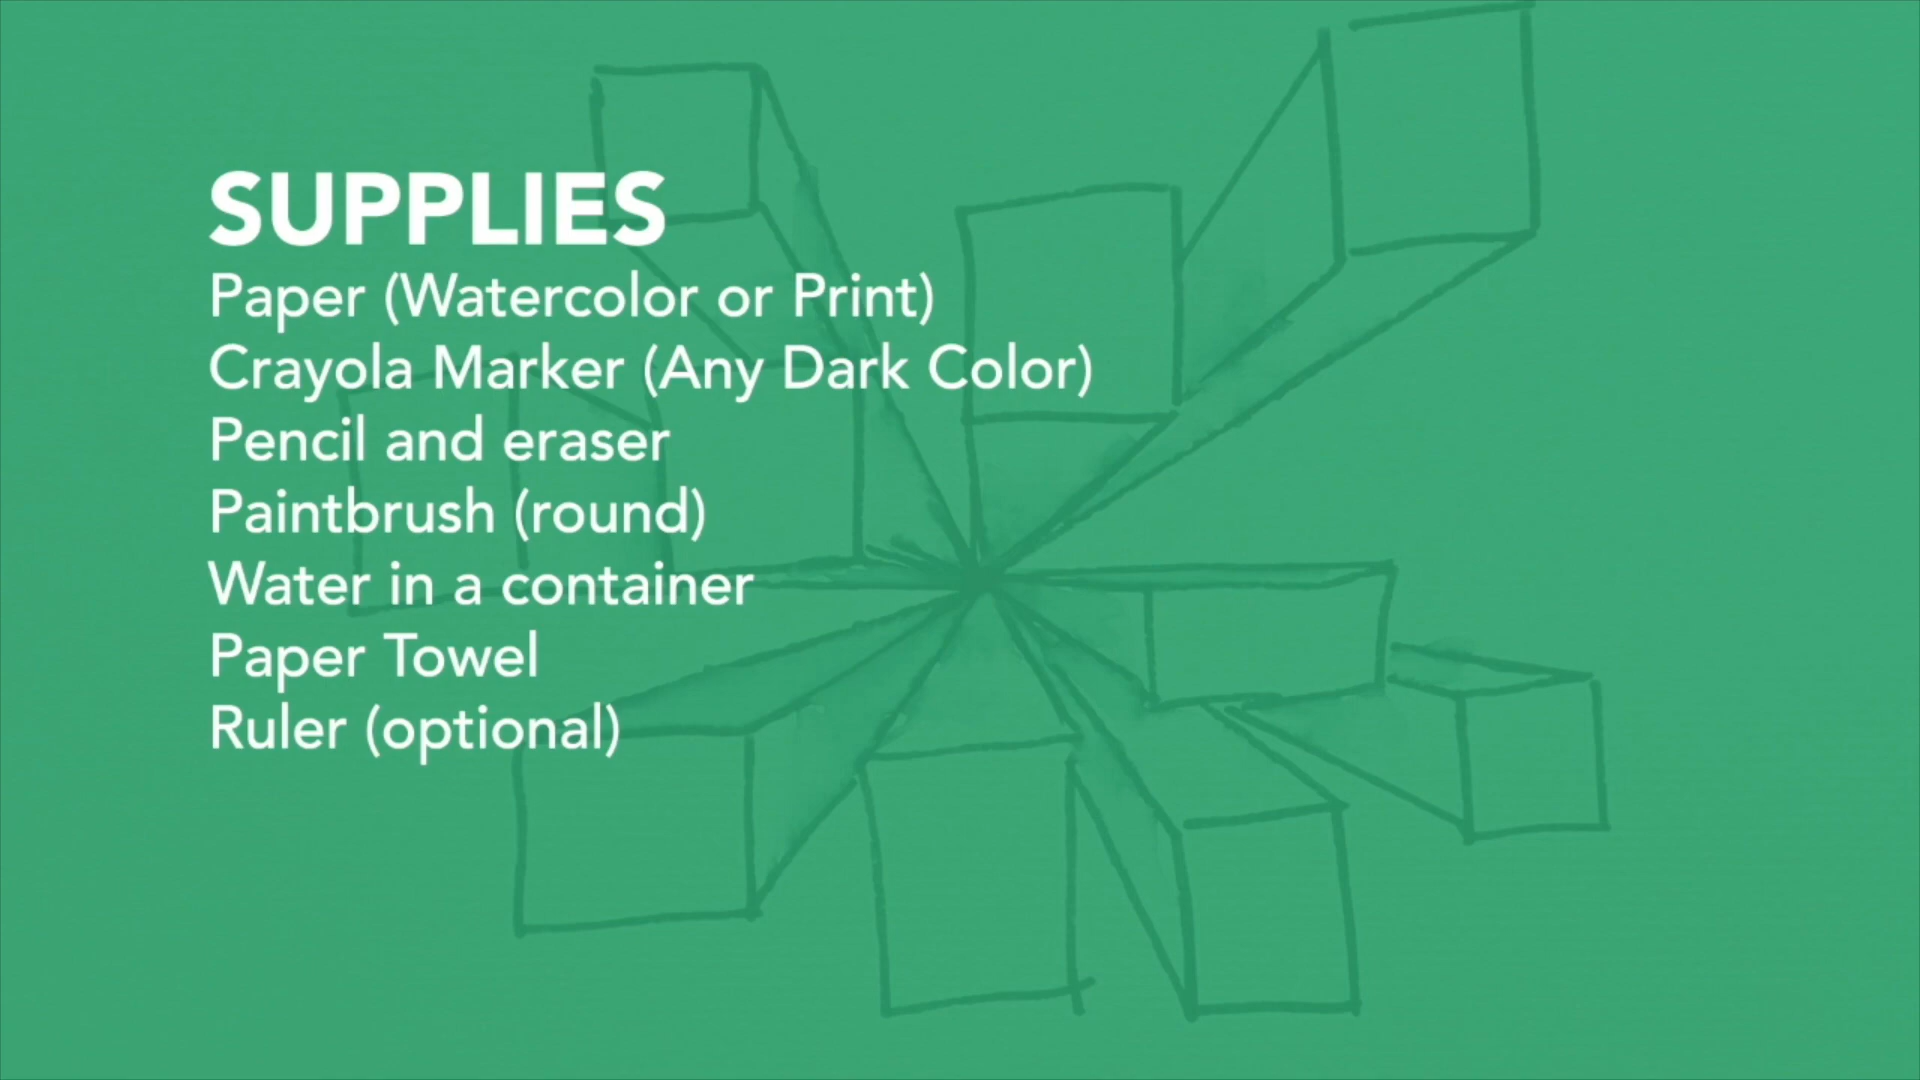 SUPPLIES
Paper (Watercolor or Print)
Crayola Marker (Any Dark Color)
Pencil and eraser
Paintbrush (round)
Water in a container
Paper Towel
Ruler (optional)